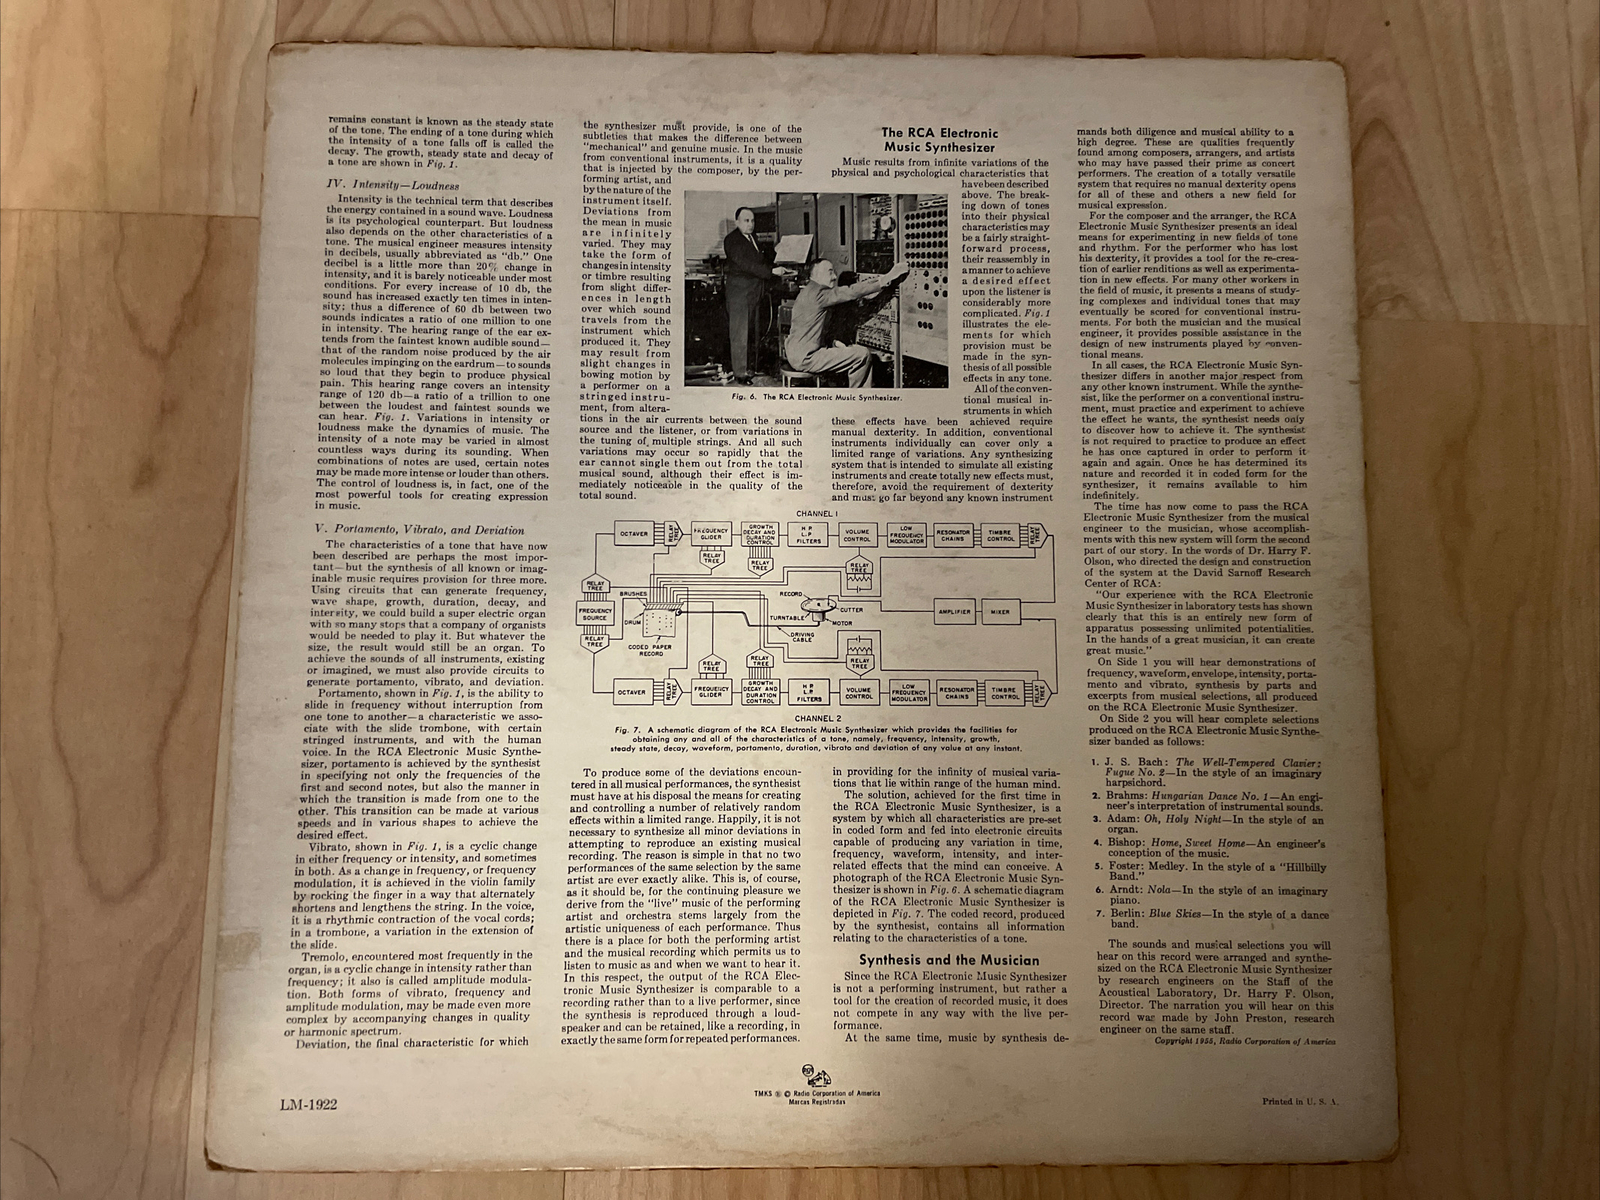 remains constant is known as the steady state
of the tone. The ending of a tone during which
the intensity of a tone falls off is called the
decay. The growth, steady state and decay of
a tone are shown in Fig. 1.
IV. Intensity—Loudness
Intensity is the technical term that describes
the energy contained in a sound wave. Loudness
is its psychological counterpart. But loudness
also depends on the other characteristics of a
tone. The musical engineer measures intensity
in decibels, usually abbreviated as "db." One
decibel is a little more than 20% change in
intensity, and it is barely noticeable under most
conditions. For every increase of 10 db, the
sound has increased exactly ten times in inten-
sity; thus a difference of 60 db between two
sounds indicates a ratio of one million to one
in intensity. The hearing range of the ear ex-
tends from the faintest known audible sound—
that of the random noise produced by the air
molecules impinging on the eardrum—to sounds
so loud that they begin to produce physical
pain. This hearing range covers an intensity
range of 120 db—a ratio of a trillion to one
between the loudest and faintest sounds we
can hear. Fig. 1. Variations in intensity or
loudness make the dynamics of music. The
intensity of a note may be varied in almost
countless ways during its sounding. When
combinations of notes are used, certain notes
may be made more intense or louder than others.
The control of loudness is, in fact, one of the
most powerful tools for creating expression
in music.
V. Portamento, Vibrato, and Deviation
The characteristics of a tone that have now
been described are perhaps the most impor-
tant—but the synthesis of all known or imag-
inable music requires provision for three more.
Using circuits that can generate frequency,
wave shape, growth, duration, decay, and
intensity, we could build a super electric organ
with so many stops that a company of organists
would be needed to play it. But whatever the
size, the result would still be an organ. To
achieve the sounds of all instruments, existing
or imagined, we must also provide circuits to
generate portamento, vibrato, and deviation.
Portamento, shown in Fig. 1, is the ability to
slide in frequency without interruption from
one tone to another—a characteristic we asso-
ciate with the slide trombone, with certain
stringed instruments, and with the human
voice. In the RCA Electronic Music Synthe-
sizer, portamento is achieved by the synthesist
in specifying not only the frequencies of the
first and second notes, but also the manner in
which the transition is made from one to the
other. This transition can be made at various
speeds and in various shapes to achieve the
desired effect.
Vibrato, shown in Fig. 1, is a cyclic change
in either frequency or intensity, and sometimes
in both. As a change in frequency, or frequency
modulation, it is achieved in the violin family
by rocking the finger in a way that alternately
shortens and lengthens the string. In the voice,
it is a rhythmic contraction of the vocal cords;
in a trombone, a variation in the extension of
the slide.
Tremolo, encountered most frequently in the
organ, is a cyclic change in intensity rather than
frequency; it also is called amplitude modula-
tion. Both forms of vibrato, frequency and
amplitude modulation, may be made even more
complex by accompanying changes in quality
or harmonic spectrum.
Deviation, the final characteristic for which
the synthesizer must provide, is one of the
subtleties that makes the difference between
"mechanical" and genuine music. In the music
from conventional instruments, it is a quality
that is injected by the composer, by the per-
forming artist, and
by the nature of the
instrument itself.
Deviations from
the mean in music
are infinitely
varied. They may
take the form of
changes in intensity
or timbre resulting
from slight differ-
ences in length
over which sound
travels from the
instrument which
produced it. They
may result from
slight changes in
bowing motion by
a performer on a
stringed instru-
ment, from altera-
tions in the air currents between the sound
source and the listener, or from variations in
the tuning of multiple strings. And all such
variations may occur so rapidly that the
ear cannot single them out from the total
musical sound, although their effect is im-
mediately noticeable in the quality of the
total sound.
Fig. 6. The RCA Electronic Music Synthesizer.
The RCA Electronic
Music Synthesizer
Music results from infinite variations of the
physical and psychological characteristics that
have been described
above. The break-
ing down of tones
into their physical
characteristics may
be a fairly straight-
forward process,
their reassembly in
a manner to achieve
a desired effect
upon the listener is
considerably more
complicated. Fig. 1
illustrates the ele-
ments for which
provision must be
made in the syn-
thesis of all possible
effects in any tone.
All of the conven-
tional musical in-
struments in which
these effects have been achieved require
manual dexterity. In addition, conventional
instruments individually can cover only a
limited range of variations. Any synthesizing
system that is intended to simulate all existing
instruments and create totally new effects must,
therefore, avoid the requirement of dexterity
and must go far beyond any known instrument
CHANNEL 1
OCTAVER
RELAY TREE
FREQUENCY GLIDER
GROWTH DECAY AND DURATION CONTROL
H.P. L.P. FILTERS
VOLUME CONTROL
LOW FREQUENCY MODULATOR
RESONATOR CHAINS
TIMBRE CONTROL
RELAY TREE
RELAY TREE
RELAY TREE
RELAY TREE
RELAY TREE
BRUSHES
RECORD
CUTTER
FREQUENCY SOURCE
DRUM
TURNTABLE
MOTOR
AMPLIFIER
MIXER
DRIVING CABLE
RELAY TREE
CODED PAPER RECORD
RELAY TREE
RELAY TREE
RELAY TREE
OCTAVER
RELAY TREE
FREQUENCY GLIDER
GROWTH DECAY AND DURATION CONTROL
H.P. L.P. FILTERS
VOLUME CONTROL
LOW FREQUENCY MODULATOR
RESONATOR CHAINS
TIMBRE CONTROL
RELAY TREE
CHANNEL 2
Fig. 7. A schematic diagram of the RCA Electronic Music Synthesizer which provides the facilities for
obtaining any and all of the characteristics of a tone, namely, frequency, intensity, growth,
steady state, decay, waveform, portamento, duration, vibrato and deviation of any value at any instant.
To produce some of the deviations encoun-
tered in all musical performances, the synthesist
must have at his disposal the means for creating
and controlling a number of relatively random
effects within a limited range. Happily, it is not
necessary to synthesize all minor deviations in
attempting to reproduce an existing musical
recording. The reason is simple in that no two
performances of the same selection by the same
artist are ever exactly alike. This is, of course,
as it should be, for the continuing pleasure we
derive from the "live" music of the performing
artist and orchestra stems largely from the
artistic uniqueness of each performance. Thus
there is a place for both the performing artist
and the musical recording which permits us to
listen to music as and when we want to hear it.
In this respect, the output of the RCA Elec-
tronic Music Synthesizer is comparable to a
recording rather than to a live performer, since
the synthesis is reproduced through a loud-
speaker and can be retained, like a recording, in
exactly the same form for repeated performances.
in providing for the infinity of musical varia-
tions that lie within range of the human mind.
The solution, achieved for the first time in
the RCA Electronic Music Synthesizer, is a
system by which all characteristics are pre-set
in coded form and fed into electronic circuits
capable of producing any variation in time,
frequency, waveform, intensity, and inter-
related effects that the mind can conceive. A
photograph of the RCA Electronic Music Syn-
thesizer is shown in Fig. 6. A schematic diagram
of the RCA Electronic Music Synthesizer is
depicted in Fig. 7. The coded record, produced
by the synthesist, contains all information
relating to the characteristics of a tone.
Synthesis and the Musician
Since the RCA Electronic Music Synthesizer
is not a performing instrument, but rather a
tool for the creation of recorded music, it does
not compete in any way with the live per-
formance.
At the same time, music by synthesis de-
mands both diligence and musical ability to a
high degree. These are qualities frequently
found among composers, arrangers, and artists
who may have passed their prime as concert
performers. The creation of a totally versatile
system that requires no manual dexterity opens
for all of these and others a new field for
musical expression.
For the composer and the arranger, the RCA
Electronic Music Synthesizer presents an ideal
means for experimenting in new fields of tone
and rhythm. For the performer who has lost
his dexterity, it provides a tool for the re-crea-
tion of earlier renditions as well as experimenta-
tion in new effects. For many other workers in
the field of music, it presents a means of study-
ing complexes and individual tones that may
eventually be scored for conventional instru-
ments. For both the musician and the musical
engineer, it provides possible assistance in the
design of new instruments played by conven-
tional means.
In all cases, the RCA Electronic Music Syn-
thesizer differs in another major respect from
any other known instrument. While the synthe-
sist, like the performer on a conventional instru-
ment, must practice and experiment to achieve
the effect he wants, the synthesist needs only
to discover how to achieve it. The synthesist
is not required to practice to produce an effect
he has once captured in order to perform it
again and again. Once he has determined its
nature and recorded it in coded form for the
synthesizer, it remains available to him
indefinitely.
The time has now come to pass the RCA
Electronic Music Synthesizer from the musical
engineer to the musician, whose accomplish-
ments with this new system will form the second
part of our story. In the words of Dr. Harry F.
Olson, who directed the design and construction
of the system at the David Sarnoff Research
Center of RCA:
"Our experience with the RCA Electronic
Music Synthesizer in laboratory tests has shown
clearly that this is an entirely new form of
apparatus possessing unlimited potentialities.
In the hands of a great musician, it can create
great music."
On Side 1 you will hear demonstrations of
frequency, waveform, envelope, intensity, porta-
mento and vibrato, synthesis by parts and
excerpts from musical selections, all produced
on the RCA Electronic Music Synthesizer.
On Side 2 you will hear complete selections
produced on the RCA Electronic Music Synthe-
sizer banded as follows:
1. J. S. Bach: The Well-Tempered Clavier;
Fugue No. 2—In the style of an imaginary
harpsichord.
2. Brahms: Hungarian Dance No. 1—An engi-
neer's interpretation of instrumental sounds.
3. Adam: Oh, Holy Night—In the style of an
organ.
4. Bishop: Home, Sweet Home—An engineer's
conception of the music.
5. Foster: Medley. In the style of a "Hillbilly
Band."
6. Arndt: Nola—In the style of an imaginary
piano.
7. Berlin: Blue Skies—In the style of a dance
band.
The sounds and musical selections you will
hear on this record were arranged and synthe-
sized on the RCA Electronic Music Synthesizer
by research engineers on the Staff of the
Acoustical Laboratory, Dr. Harry F. Olson,
Director. The narration you will hear on this
record was made by John Preston, research
engineer on the same staff.
Copyright 1955, Radio Corporation of America
RCA
TMKS ® © Radio Corporation of America
Marcas Registradas
LM-1922
Printed in U. S. A.